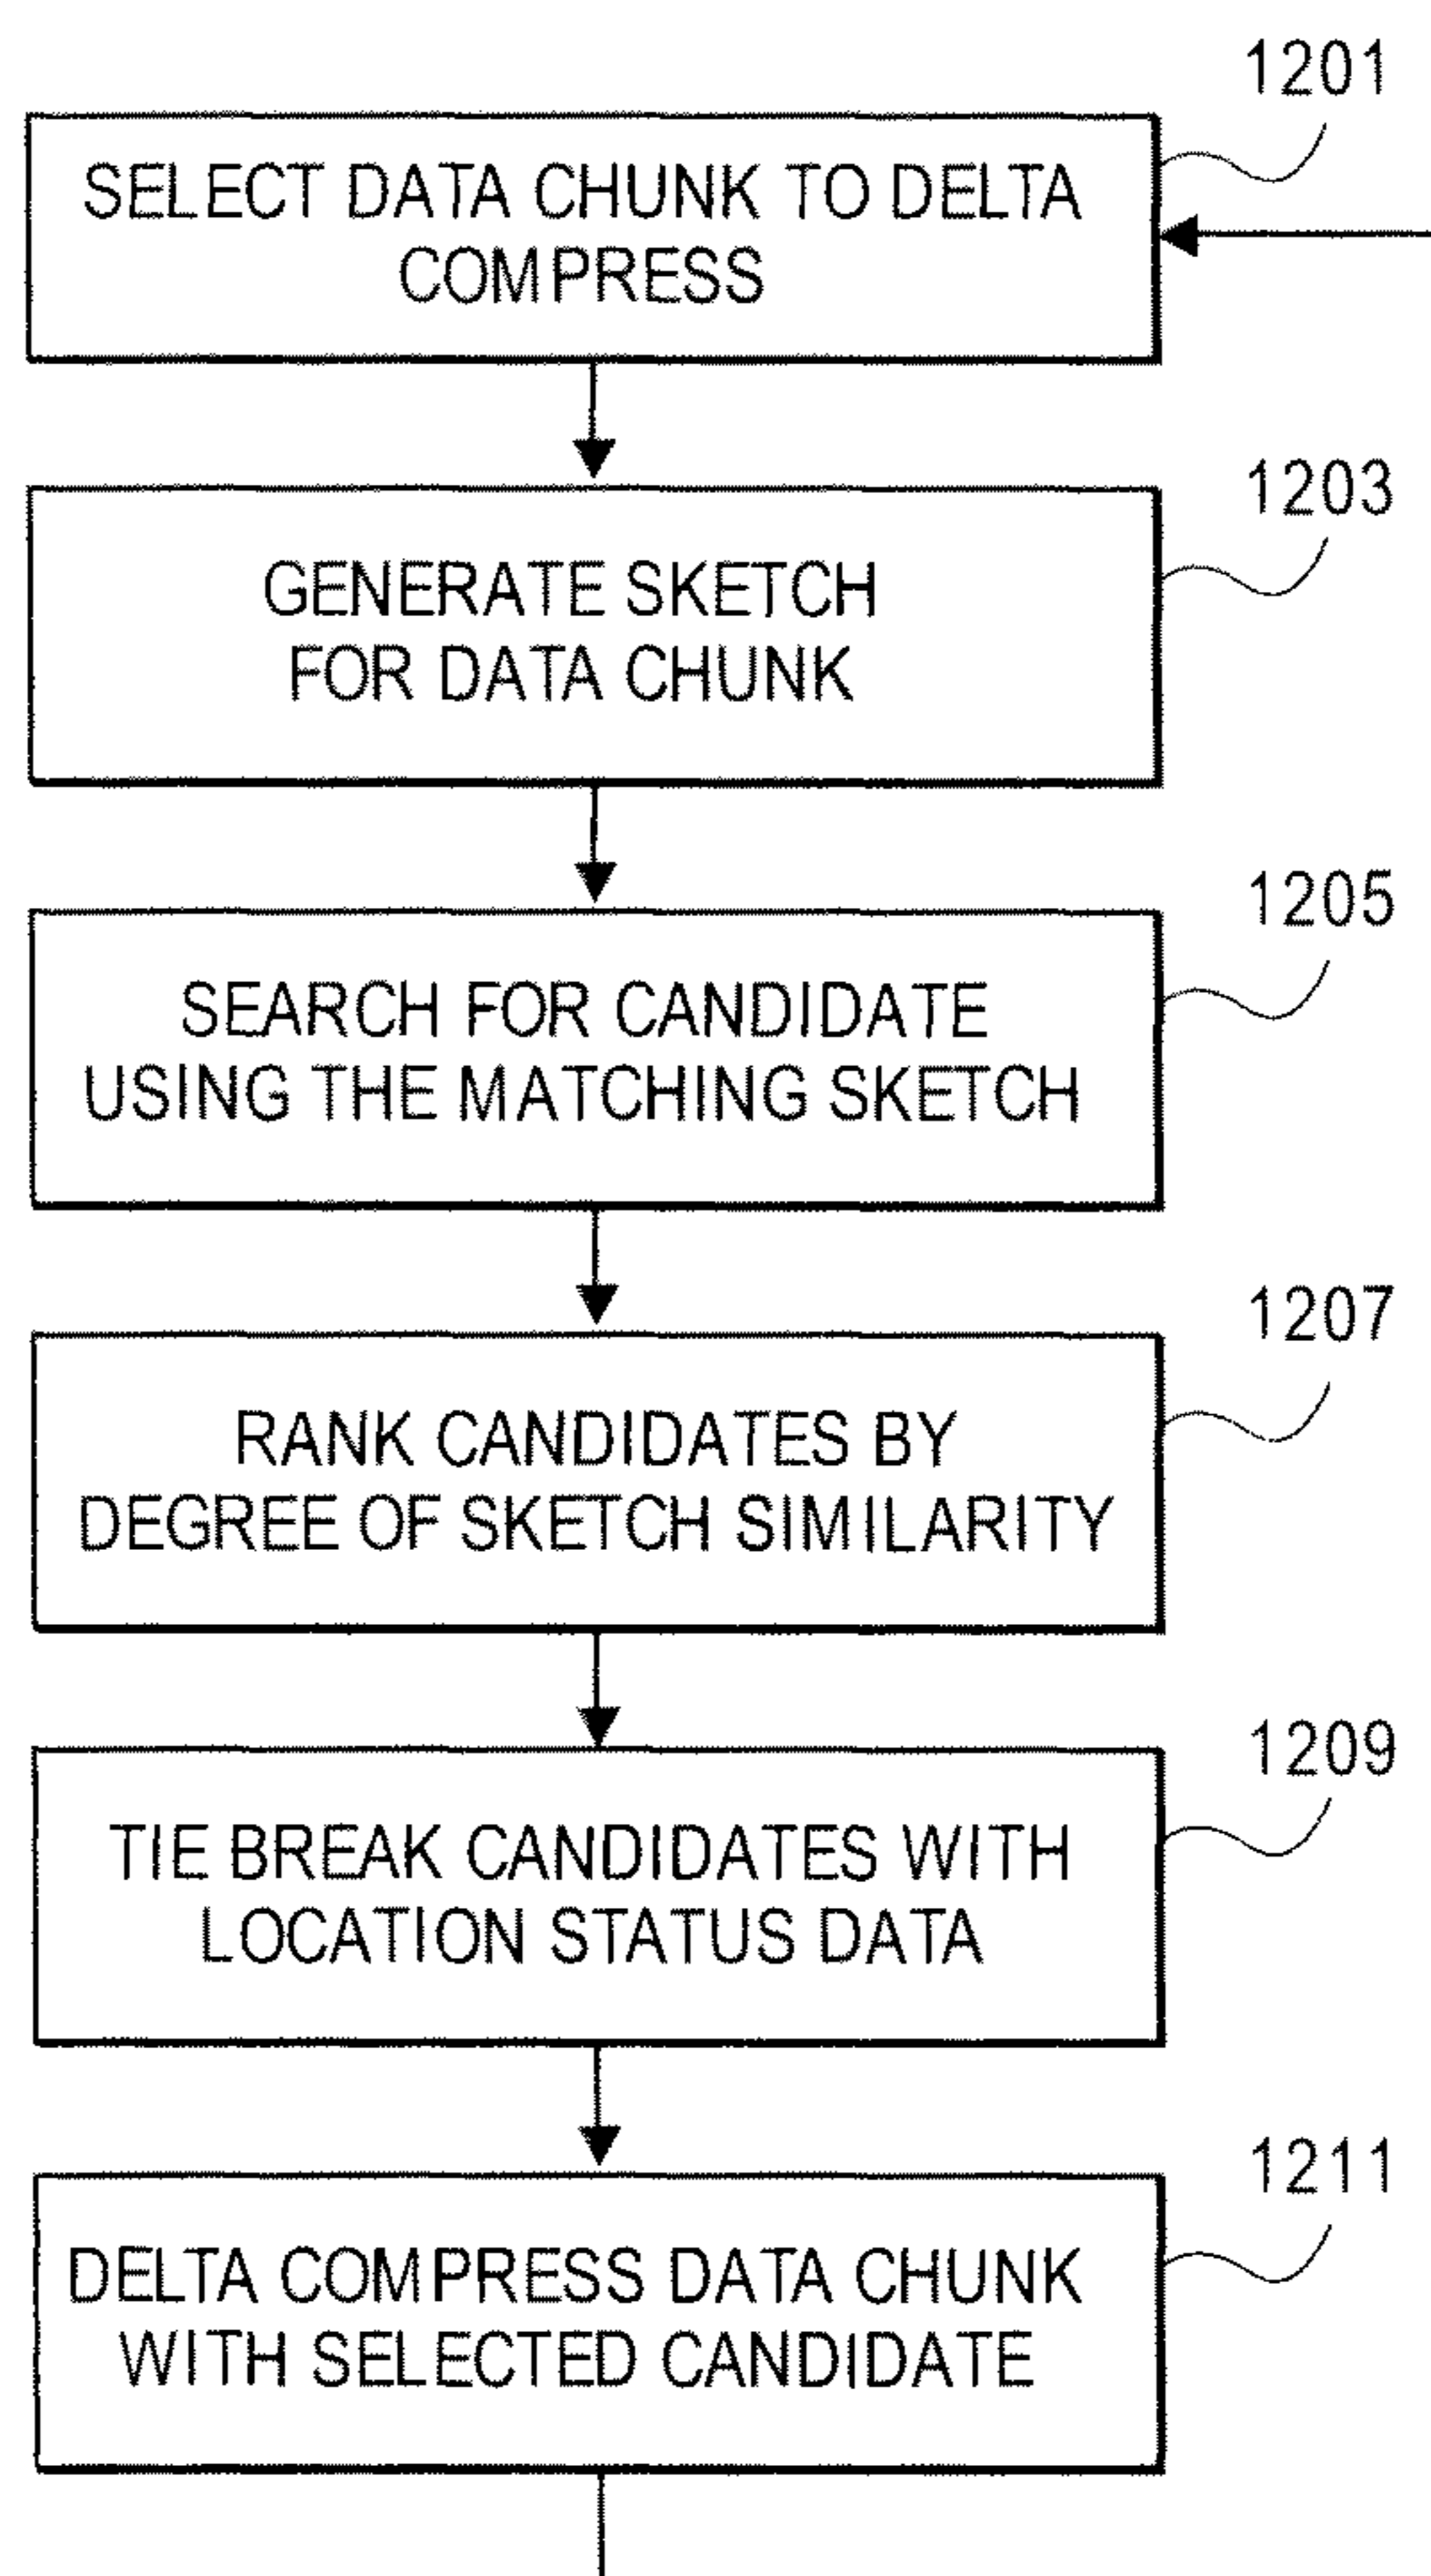 1201
SELECT DATA CHUNK TO DELTA
COMPRESS
1203
GENERATE SKETCH
FOR DATA CHUNK
1205
SEARCH FOR CANDIDATE
USING THE MATCHING SKETCH
1207
RANK CANDIDATES BY
DEGREE OF SKETCH SIMILARITY
1209
TIE BREAK CANDIDATES WITH
LOCATION STATUS DATA
1211
DELTA COMPRESS DATA CHUNK
WITH SELECTED CANDIDATE